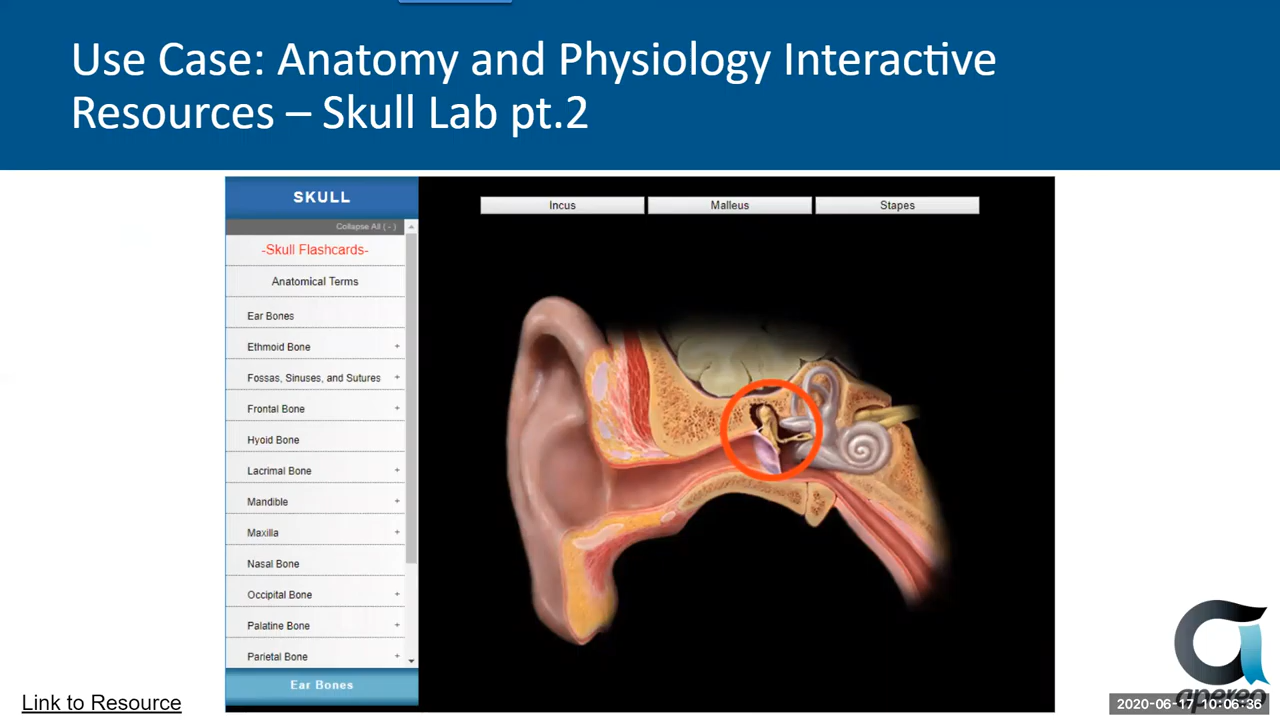 Use Case: Anatomy and Physiology Interactive
Resources – Skull Lab pt.2
SKULL
Collapse All ( - )
-Skull Flashcards-
Anatomical Terms
Ear Bones
Ethmoid Bone +
Fossas, Sinuses, and Sutures +
Frontal Bone +
Hyoid Bone
Lacrimal Bone +
Mandible +
Maxilla +
Nasal Bone
Occipital Bone +
Palatine Bone +
Parietal Bone +
Ear Bones
Incus Malleus Stapes
Link to Resource
apereo
2020-06-17 10:06:36